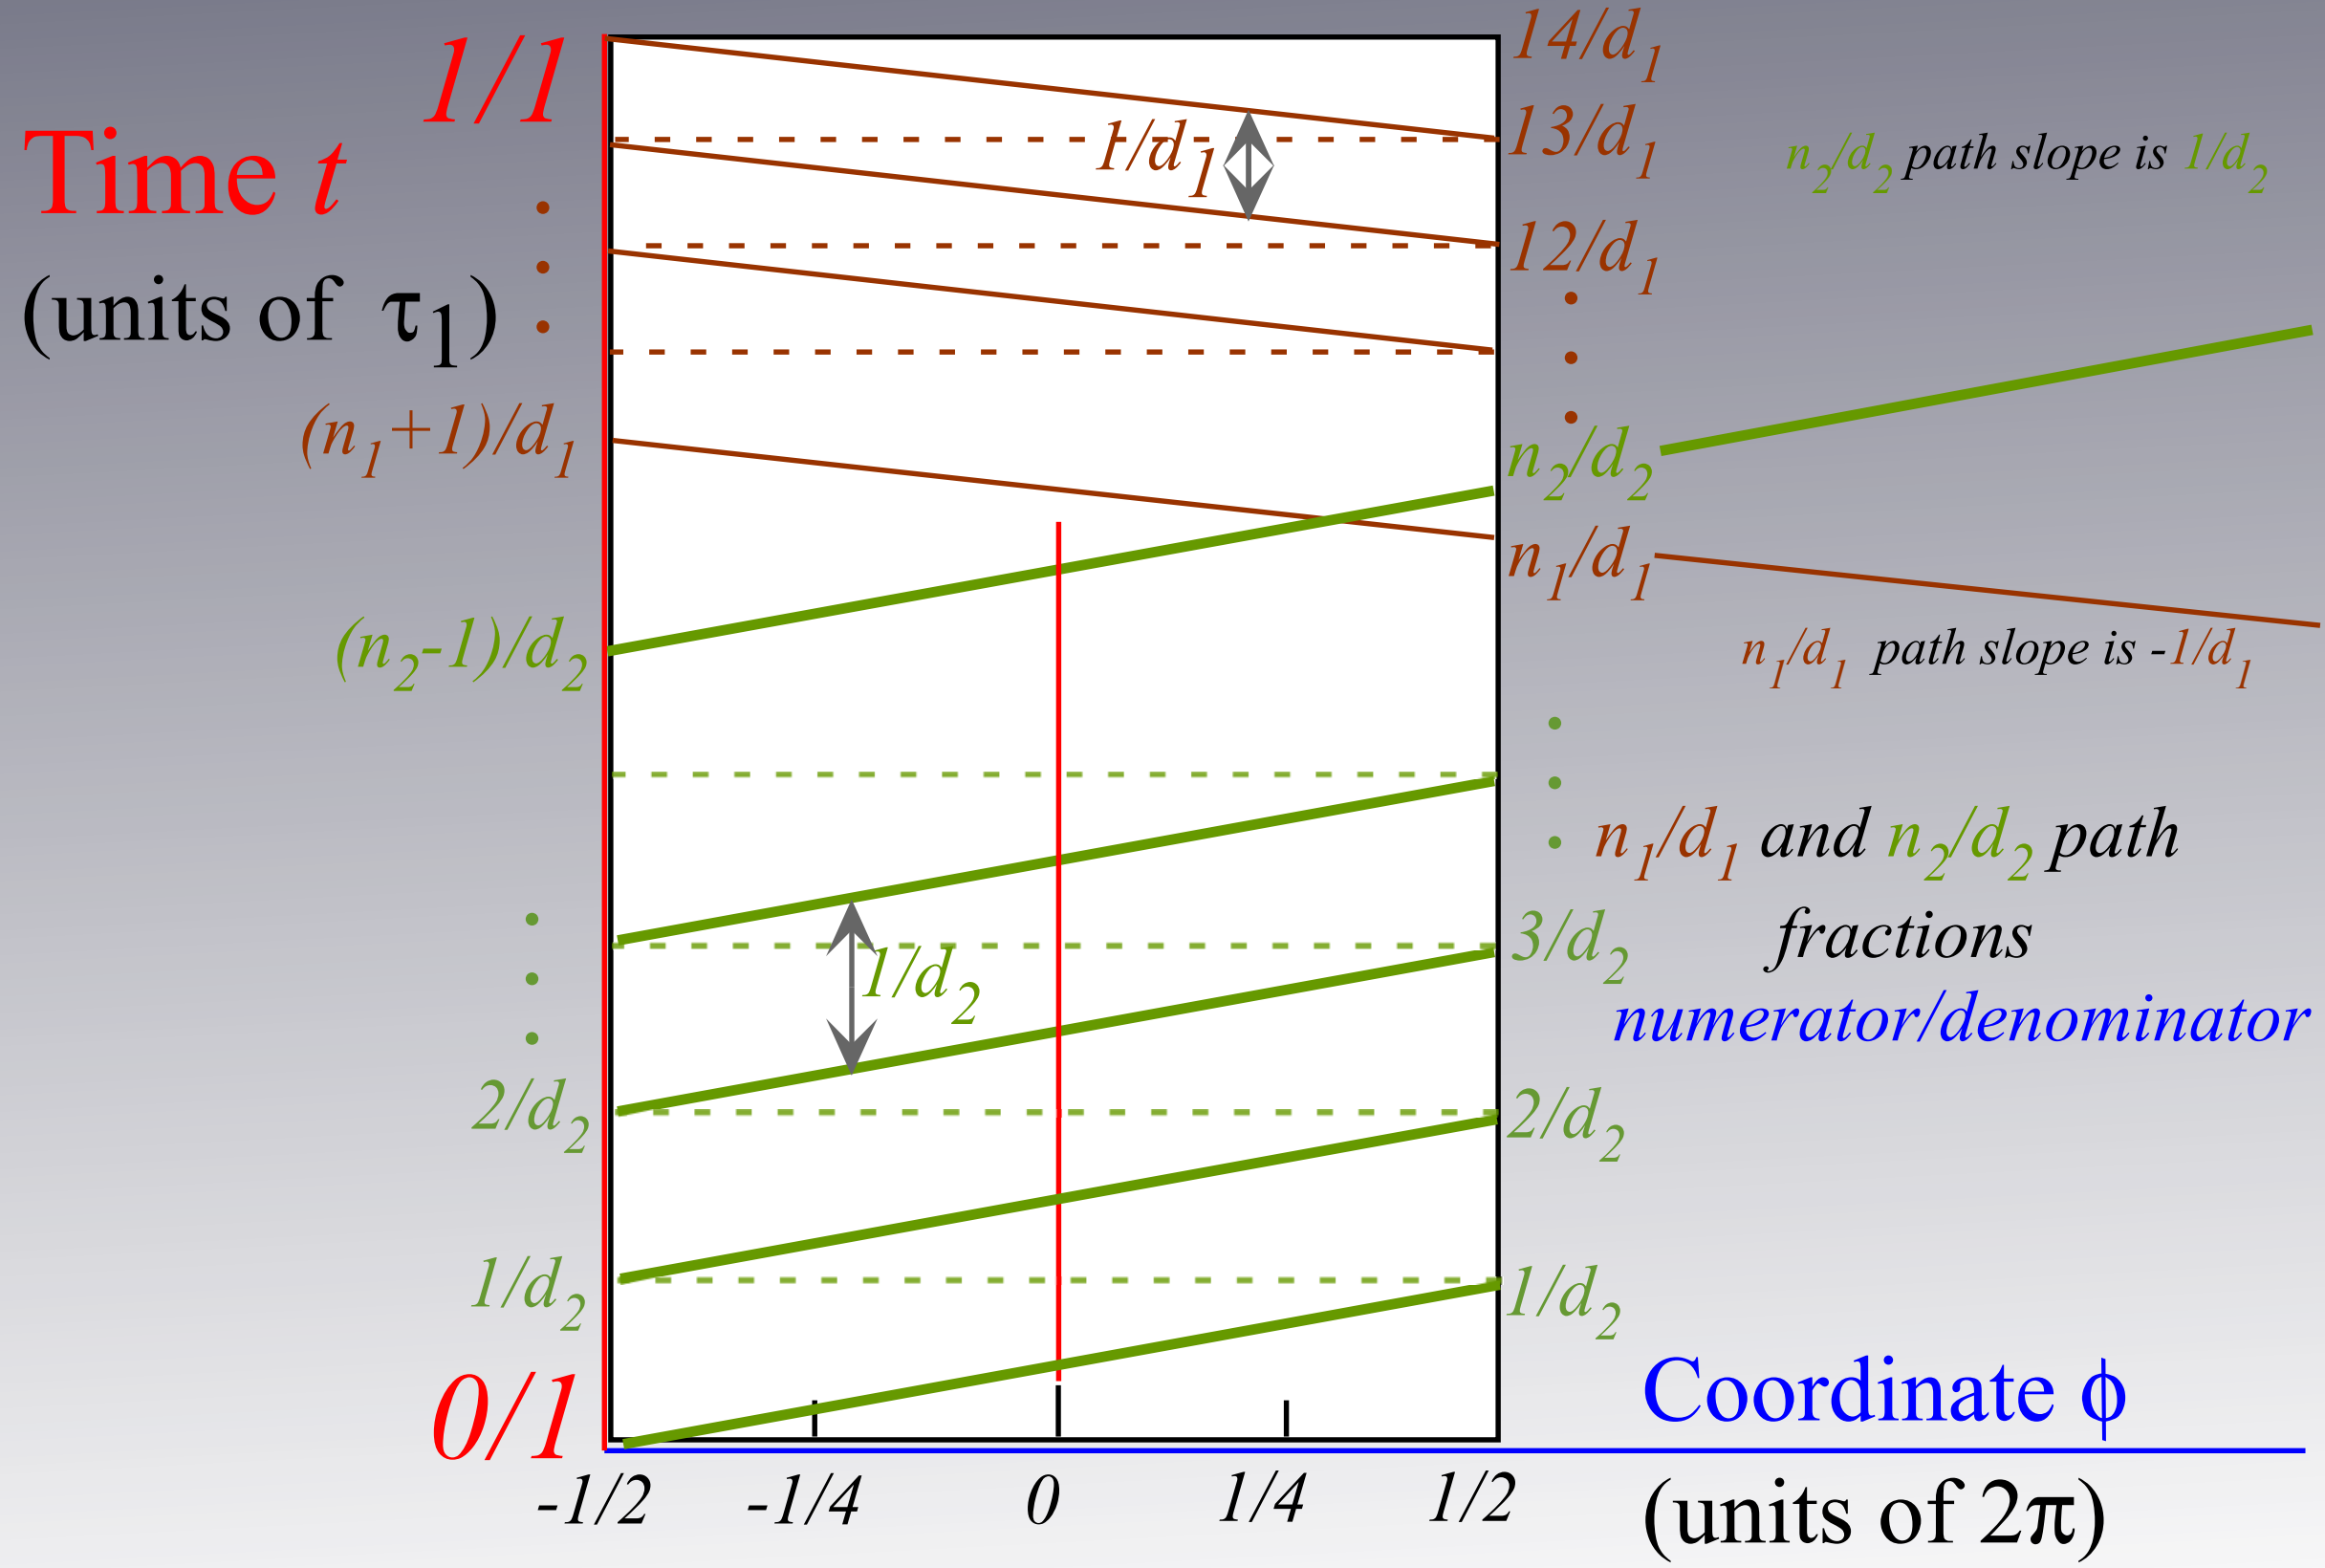 1/1
Time t
(units of τ₁)
(n₁+1)/d₁
(n₂-1)/d₂
2/d₂
1/d₂
0/1
1/d₁
1/d₂
14/d₁
13/d₁
12/d₁
n₂/d₂
n₁/d₁
3/d₂
2/d₂
1/d₂
n₂/d₂ path slope is 1/d₂
n₁/d₁ path slope is -1/d₁
n₁/d₁ and n₂/d₂ path
fractions
numerator/denominator
Coordinate ϕ
(units of 2π)
-1/2 -1/4 0 1/4 1/2